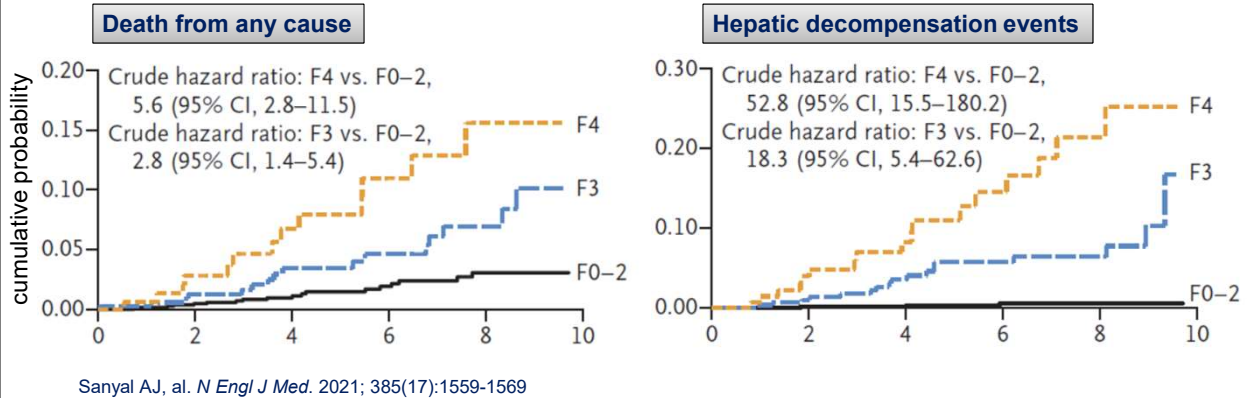 Death from any cause
cumulative probability
0.20
0.15
0.10
0.05
0.00
Crude hazard ratio: F4 vs. F0–2,
5.6 (95% CI, 2.8–11.5)
Crude hazard ratio: F3 vs. F0–2,
2.8 (95% CI, 1.4–5.4)
F4
F3
F0–2
0 2 4 6 8 10
Hepatic decompensation events
0.30
0.20
0.10
0.00
Crude hazard ratio: F4 vs. F0–2,
52.8 (95% CI, 15.5–180.2)
Crude hazard ratio: F3 vs. F0–2,
18.3 (95% CI, 5.4–62.6)
F4
F3
F0–2
0 2 4 6 8 10
Sanyal AJ, al. N Engl J Med. 2021; 385(17):1559-1569